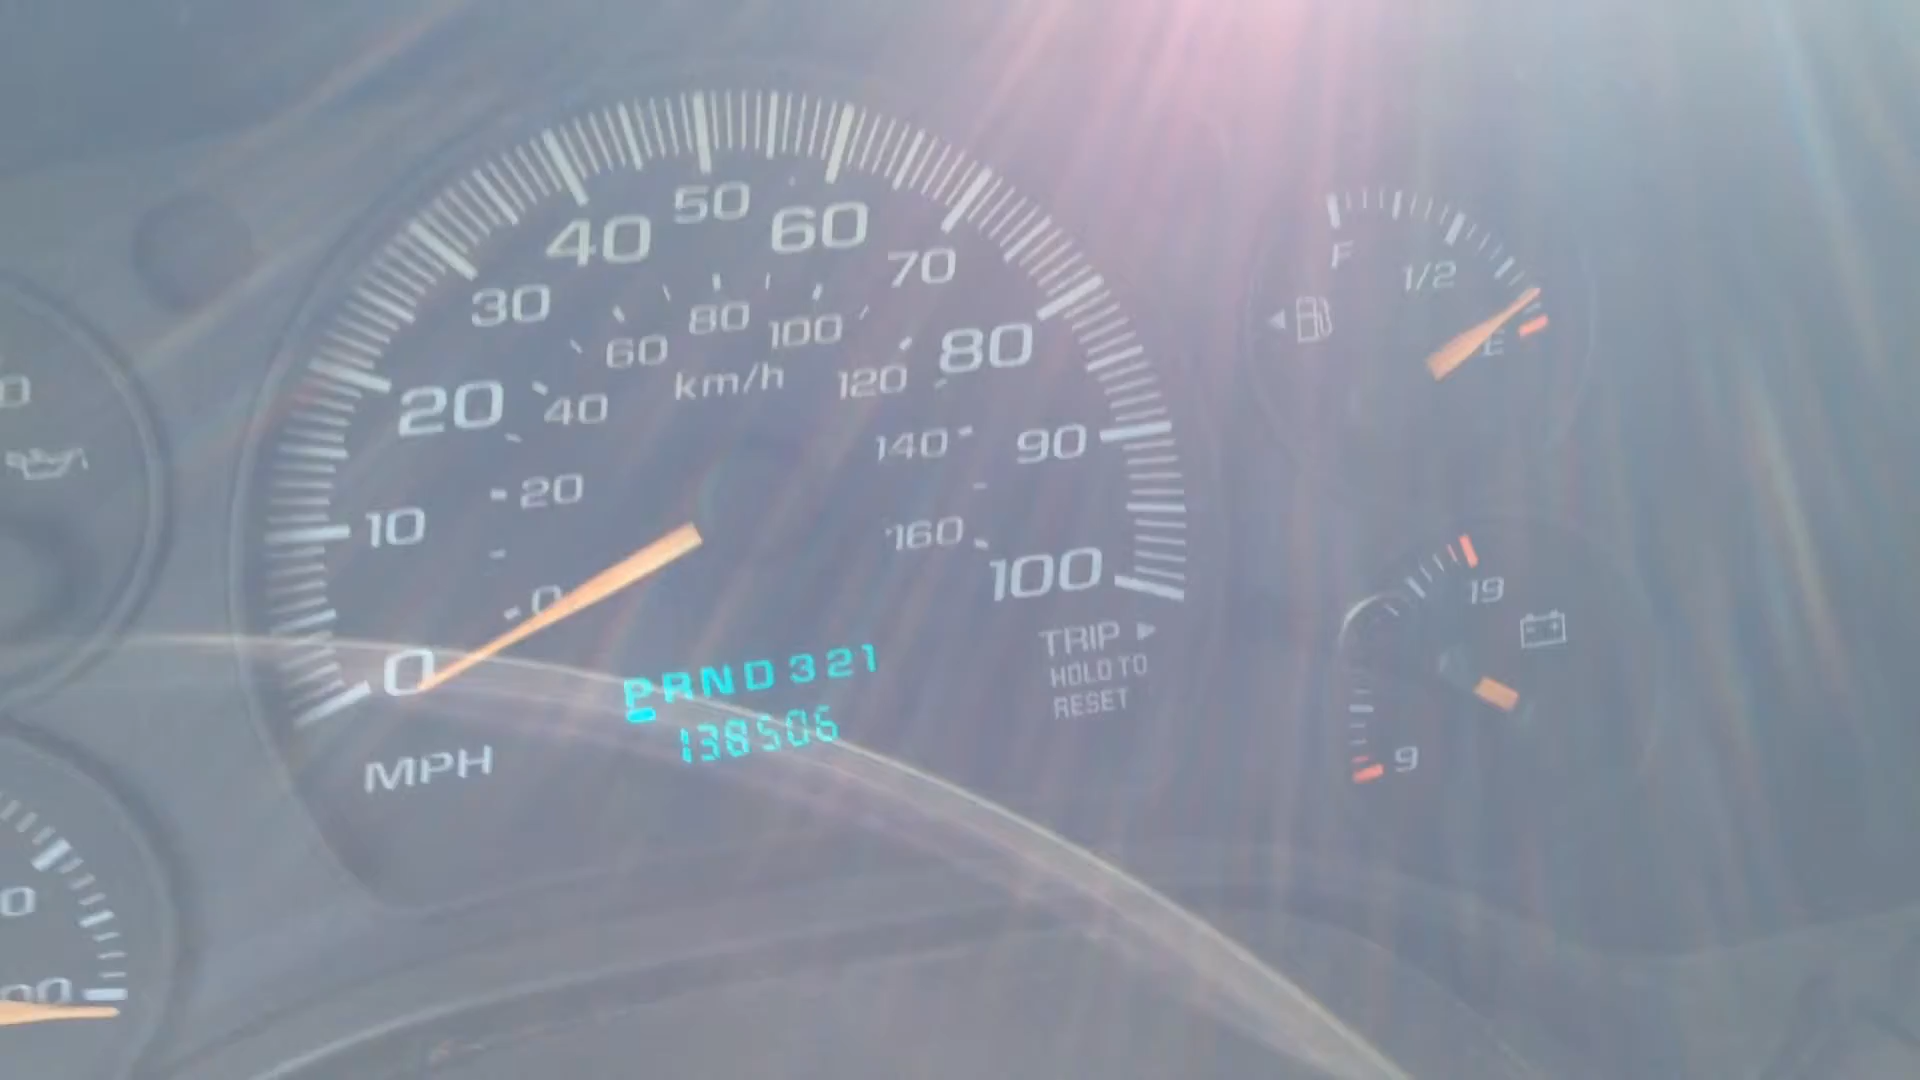 50
40 60
30 70
60 80 100
80
km/h
20 40 120
140 90
10 20
160
0 100
0
PRND321
138506
MPH
TRIP ▶
HOLD TO
RESET
F 1/2 E
19
9